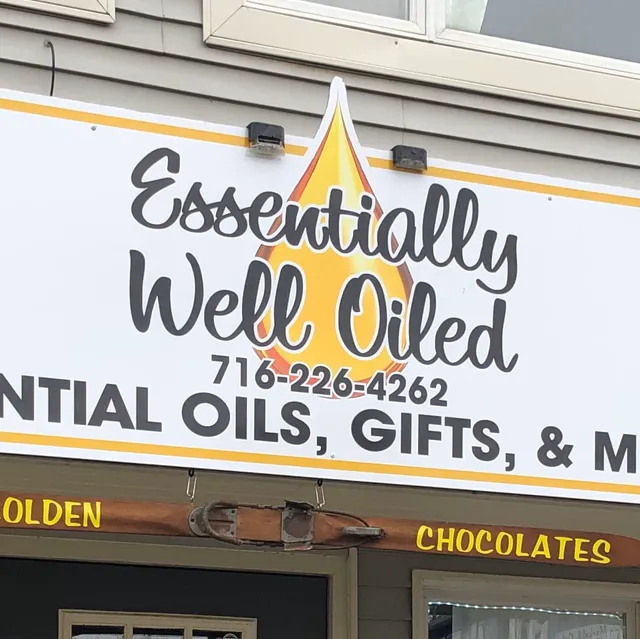 Essentially
Well Oiled
716-226-4262
NTIAL OILS, GIFTS, & M
OLDEN CHOCOLATES